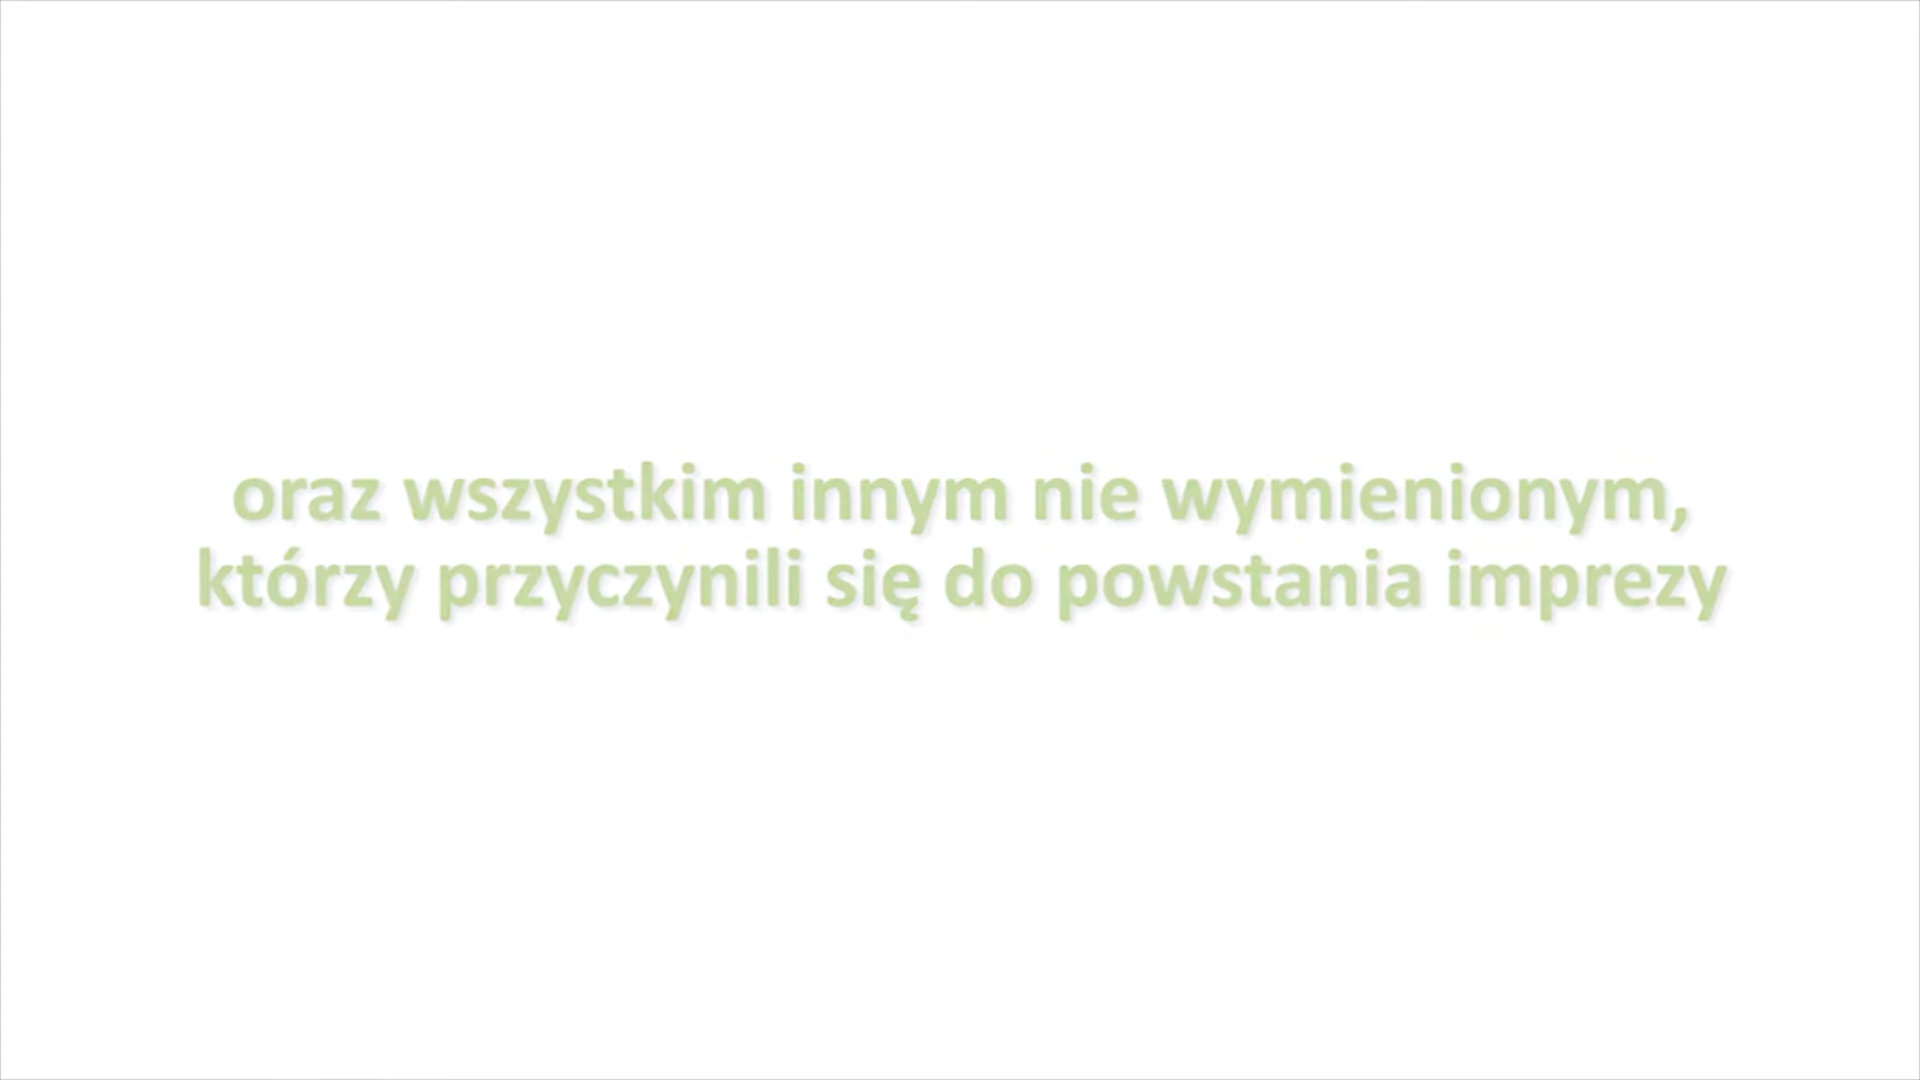 oraz wszystkim innym nie wymienionym,
którzy przyczynili się do powstania imprezy